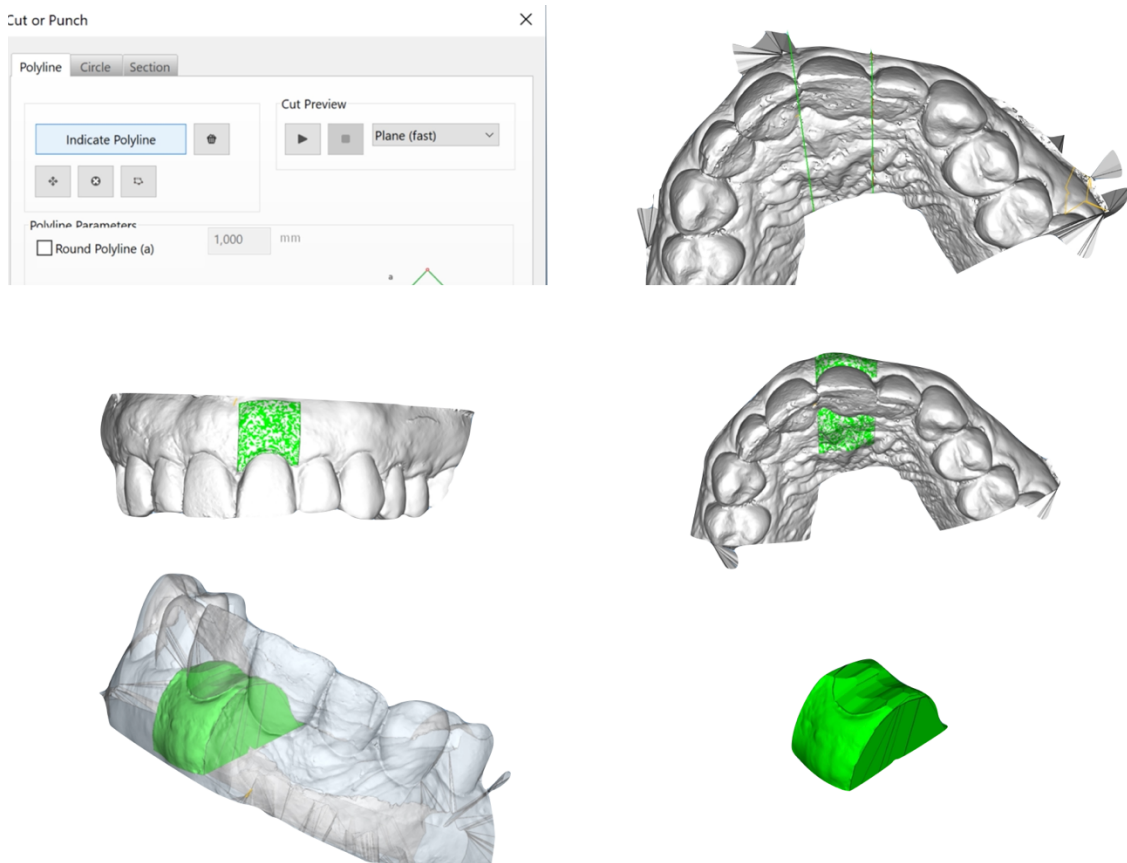 Cut or Punch
Polyline Circle Section
Cut Preview
Indicate Polyline
Plane (fast)
Polyline Parameters
Round Polyline (a)
1,000 mm
a